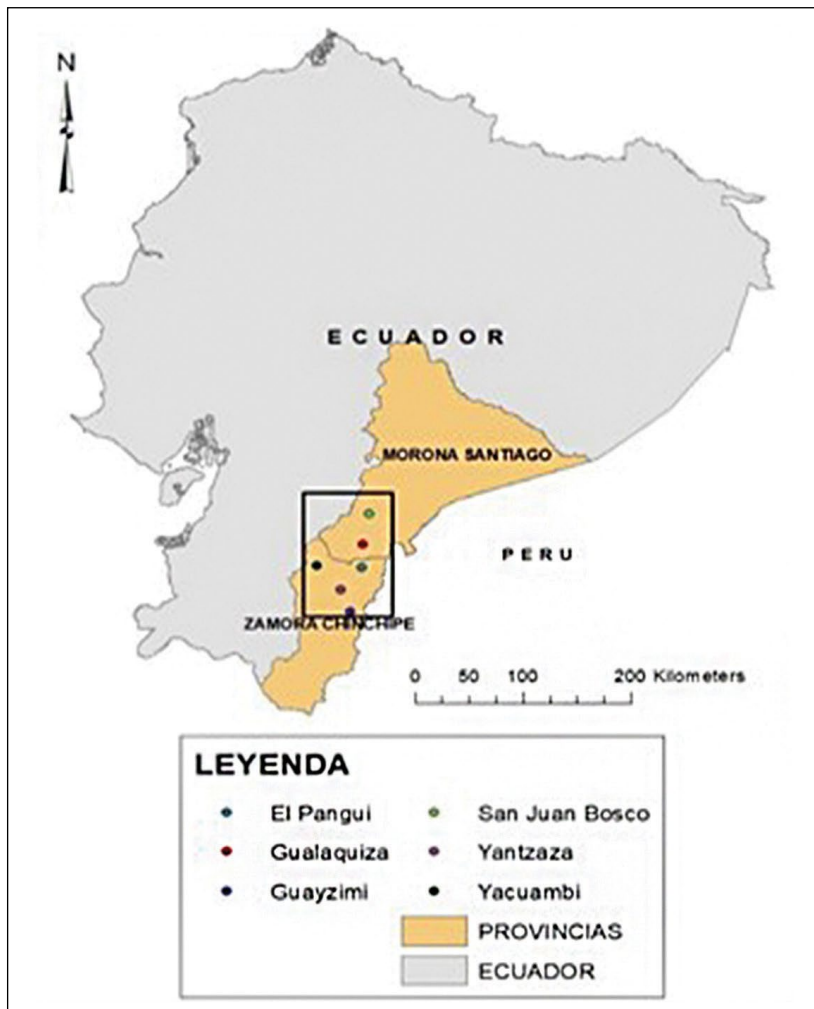 N
ECUADOR
MORONA SANTIAGO
PERU
ZAMORA CHINCHIPE
0 50 100 200 Kilometers
LEYENDA
El Pangui San Juan Bosco
Gualaquiza Yantzaza
Guayzimi Yacuambi
PROVINCIAS
ECUADOR